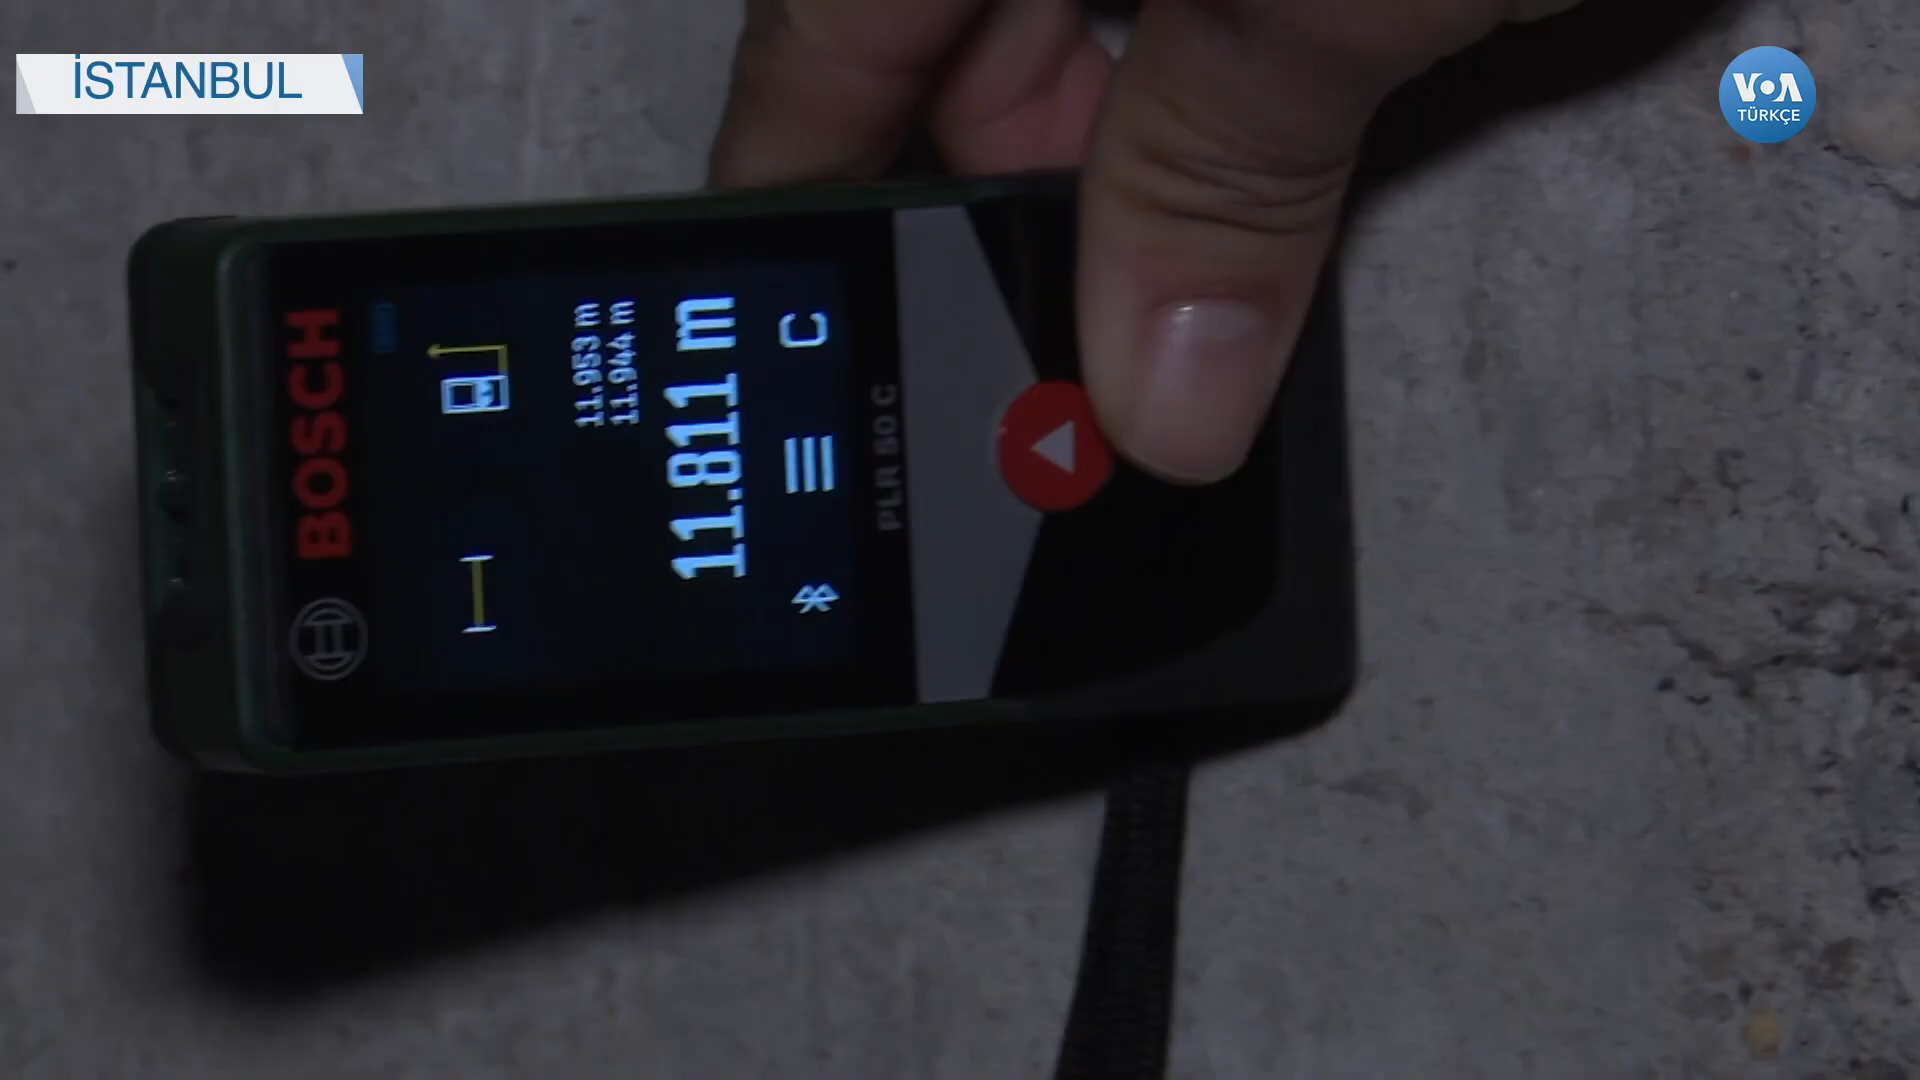 İSTANBUL
VOA
TÜRKÇE
BOSCH
11.953 m
11.944 m
11.811 m
C
PLR 50 C